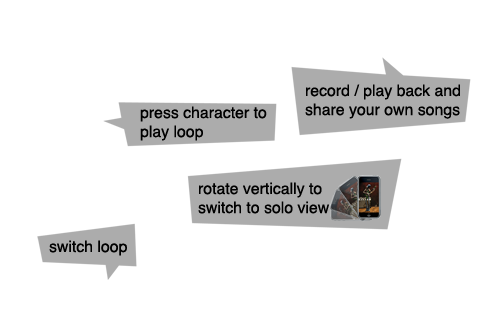 record / play back and
share your own songs
press character to
play loop
rotate vertically to
switch to solo view
switch loop